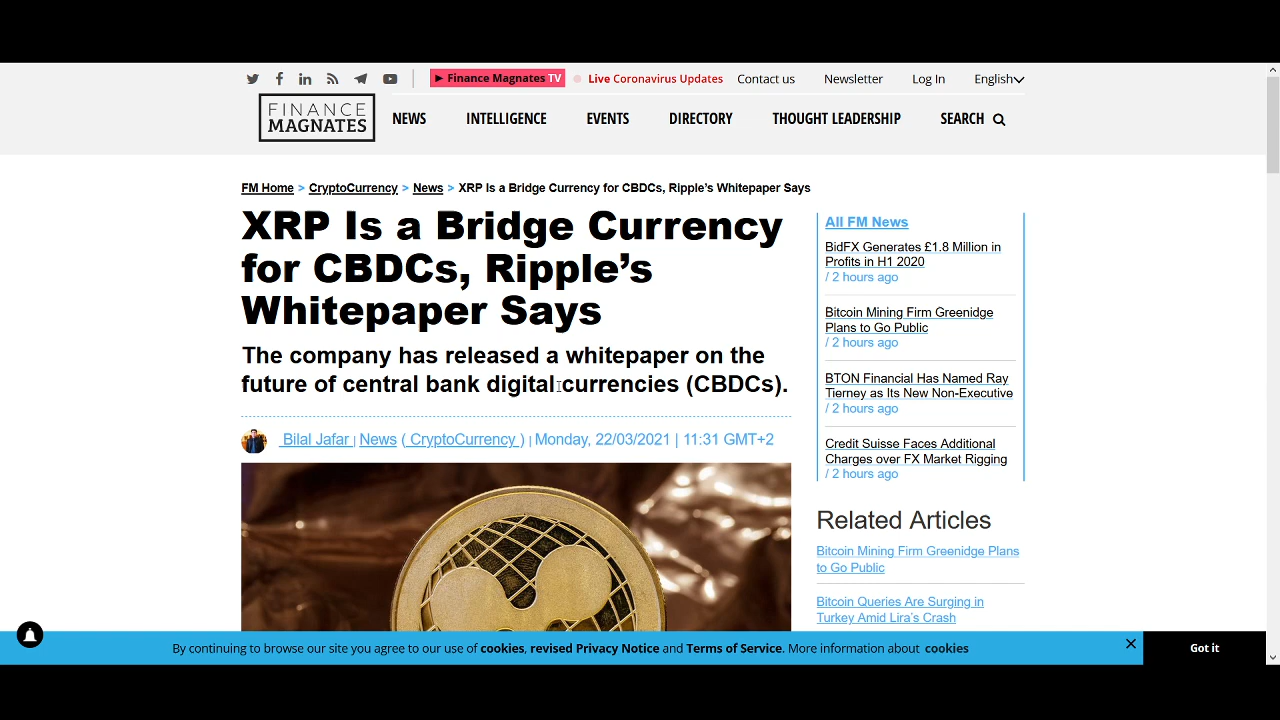 ► Finance Magnates TV
Live Coronavirus Updates
Contact us
Newsletter
Log In
English
FINANCE
MAGNATES
NEWS
INTELLIGENCE
EVENTS
DIRECTORY
THOUGHT LEADERSHIP
SEARCH
FM Home > CryptoCurrency > News > XRP Is a Bridge Currency for CBDCs, Ripple’s Whitepaper Says
XRP Is a Bridge Currency
for CBDCs, Ripple’s
Whitepaper Says
The company has released a whitepaper on the
future of central bank digital currencies (CBDCs).
Bilal Jafar | News ( CryptoCurrency ) | Monday, 22/03/2021 | 11:31 GMT+2
All FM News
BidFX Generates £1.8 Million in
Profits in H1 2020
/ 2 hours ago
Bitcoin Mining Firm Greenidge
Plans to Go Public
/ 2 hours ago
BTON Financial Has Named Ray
Tierney as Its New Non-Executive
/ 2 hours ago
Credit Suisse Faces Additional
Charges over FX Market Rigging
/ 2 hours ago
Related Articles
Bitcoin Mining Firm Greenidge Plans
to Go Public
Bitcoin Queries Are Surging in
Turkey Amid Lira’s Crash
By continuing to browse our site you agree to our use of cookies, revised Privacy Notice and Terms of Service. More information about cookies
Got it